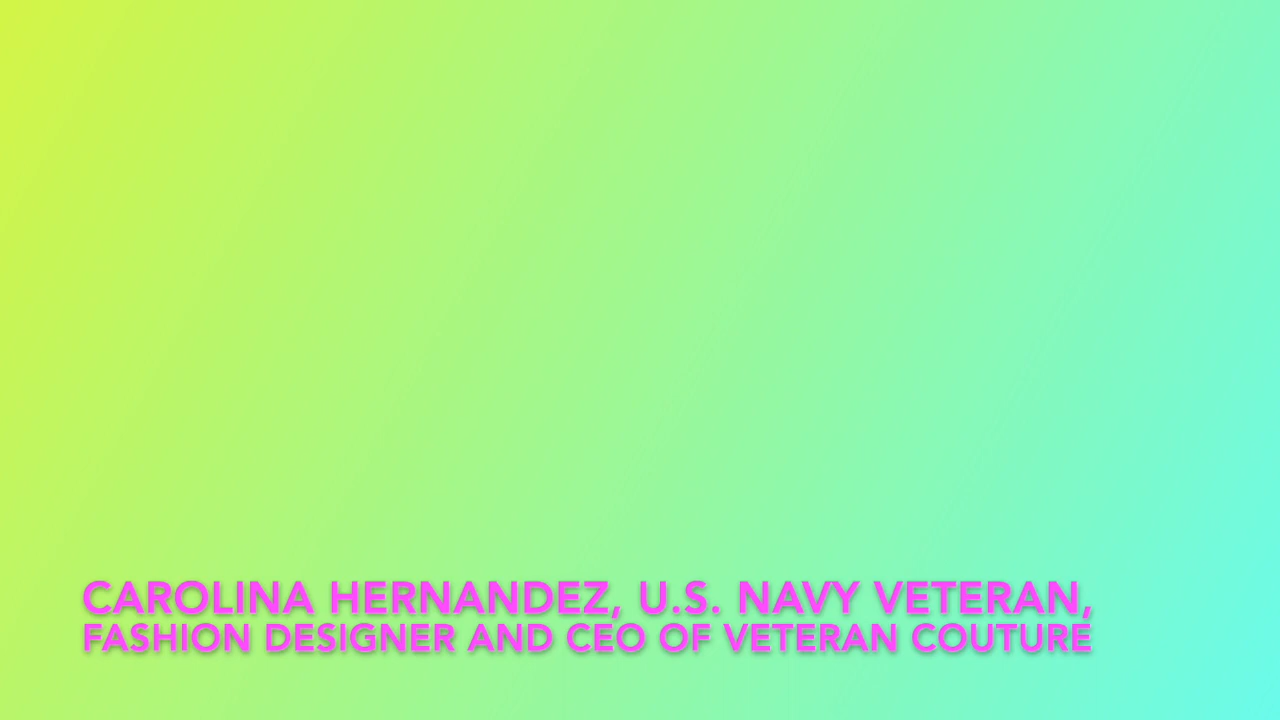 CAROLINA HERNANDEZ, U.S. NAVY VETERAN,
FASHION DESIGNER AND CEO OF VETERAN COUTURE